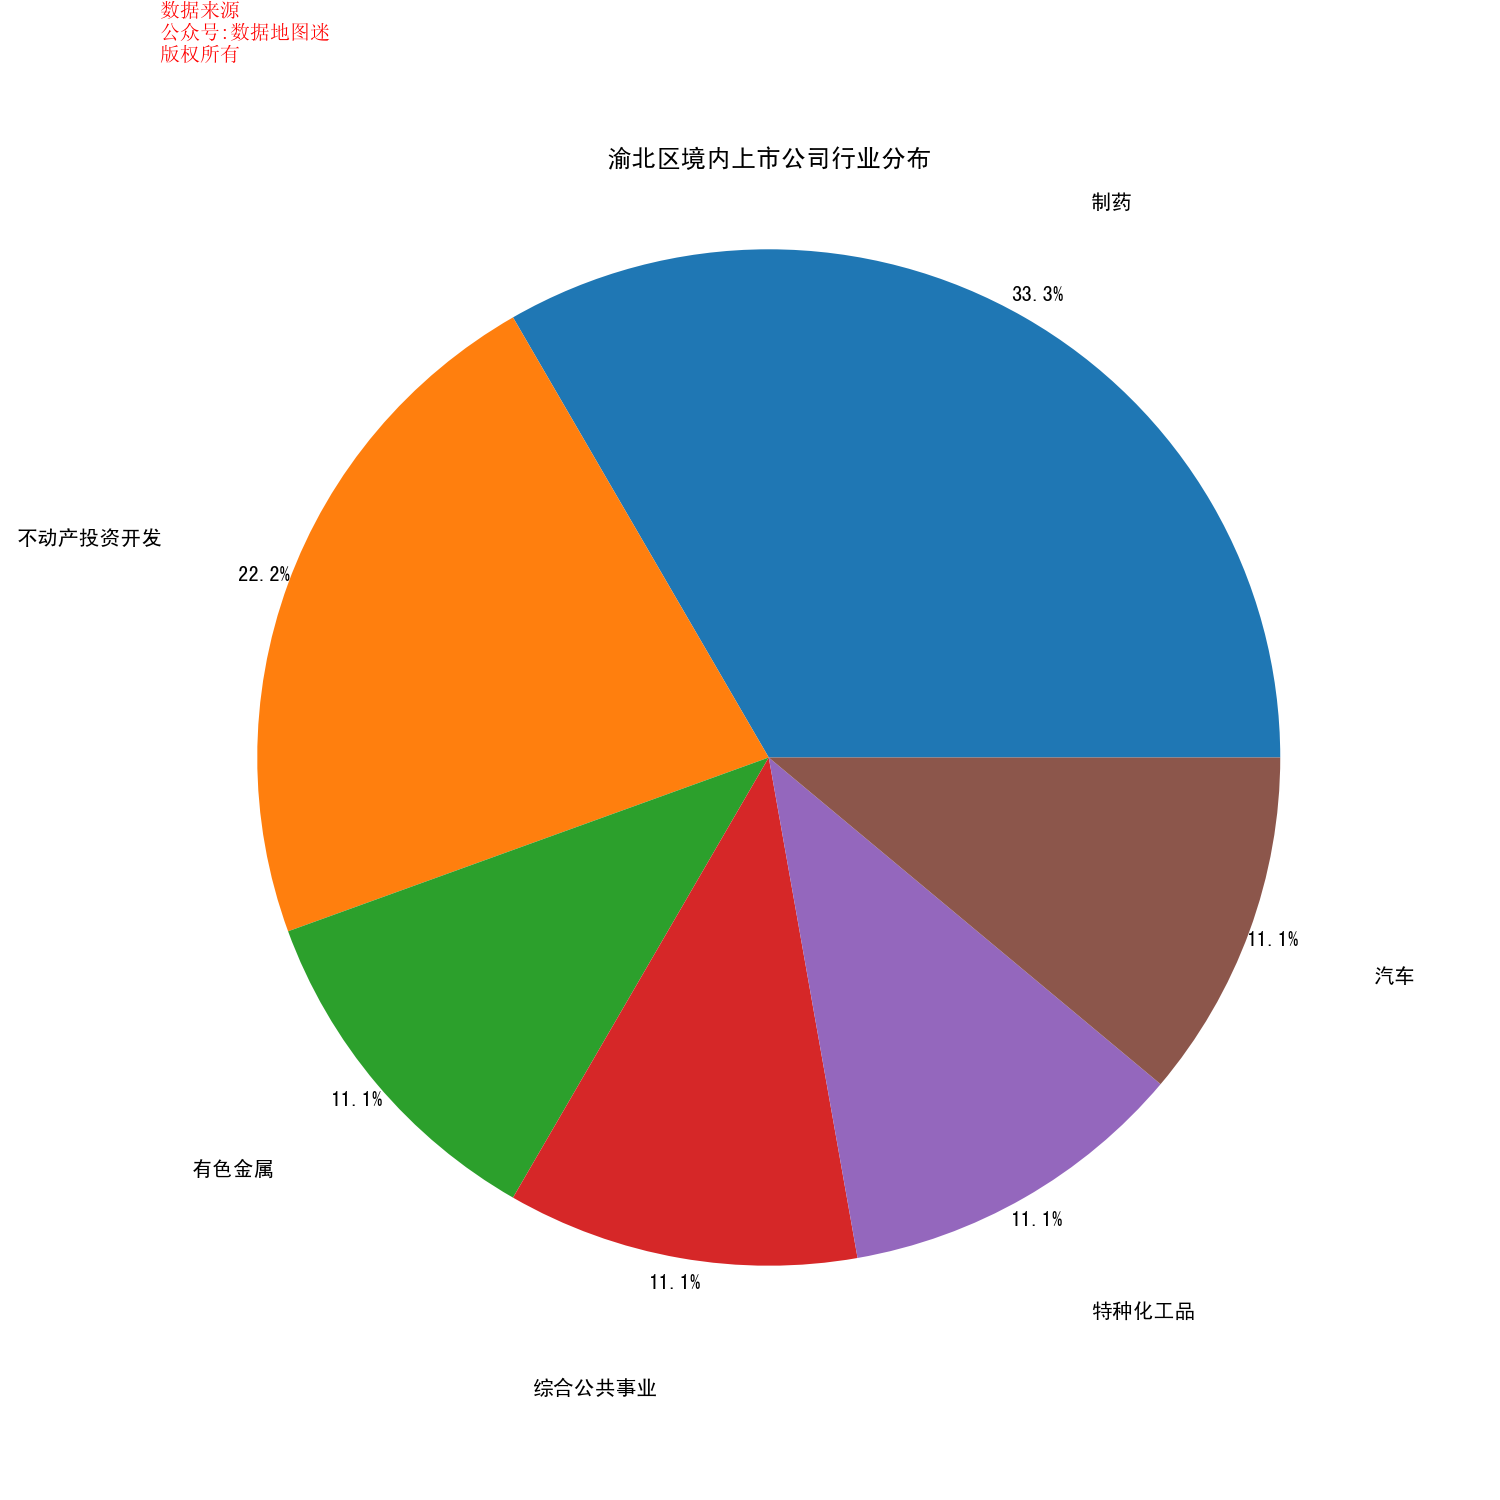 数据来源
公众号:数据地图迷
版权所有
渝北区境内上市公司行业分布
制药
33.3%
不动产投资开发
22.2%
11.1%
汽车
11.1%
有色金属
11.1%
特种化工品
11.1%
综合公共事业